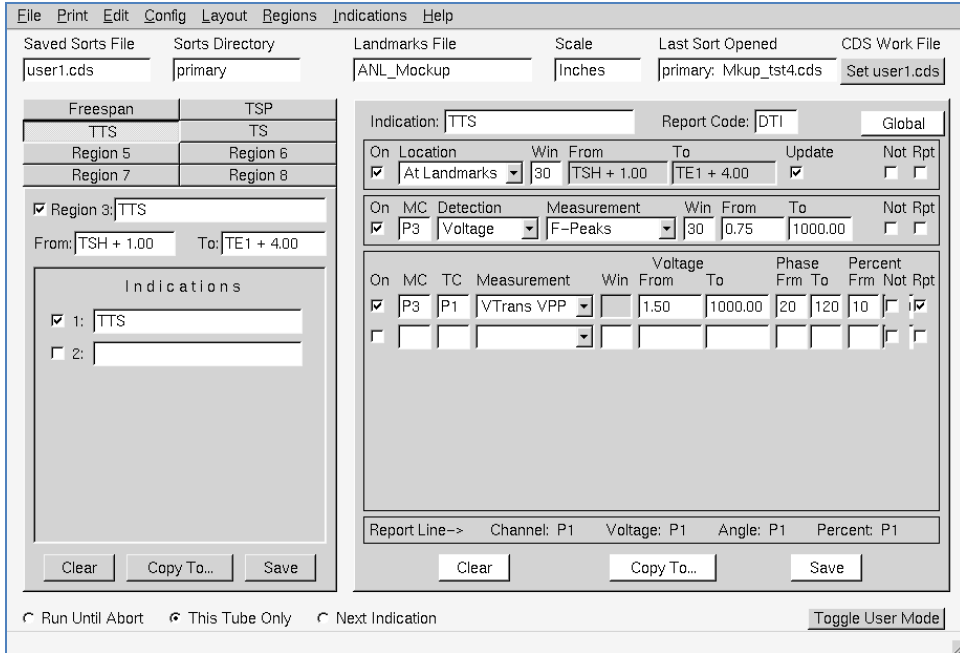 File Print Edit Config Layout Regions Indications Help
Saved Sorts File Sorts Directory Landmarks File Scale Last Sort Opened CDS Work File
user1.cds primary ANL_Mockup Inches primary: Mkup_tst4.cds Set user1.cds
Freespan TSP
TTS TS
Region 5 Region 6
Region 7 Region 8
Region 3: TTS
From: TSH + 1.00 To: TE1 + 4.00
Indications
1: TTS
2:
Clear Copy To... Save
Indication: TTS Report Code: DTI Global
On Location Win From To Update Not Rpt
At Landmarks 30 TSH + 1.00 TE1 + 4.00
On MC Detection Measurement Win From To Not Rpt
P3 Voltage F-Peaks 30 0.75 1000.00
Voltage Phase Percent
On MC TC Measurement Win From To Frm To Frm Not Rpt
P3 P1 VTrans VPP 1.50 1000.00 20 120 10
Report Line-> Channel: P1 Voltage: P1 Angle: P1 Percent: P1
Clear Copy To... Save
Run Until Abort This Tube Only Next Indication Toggle User Mode